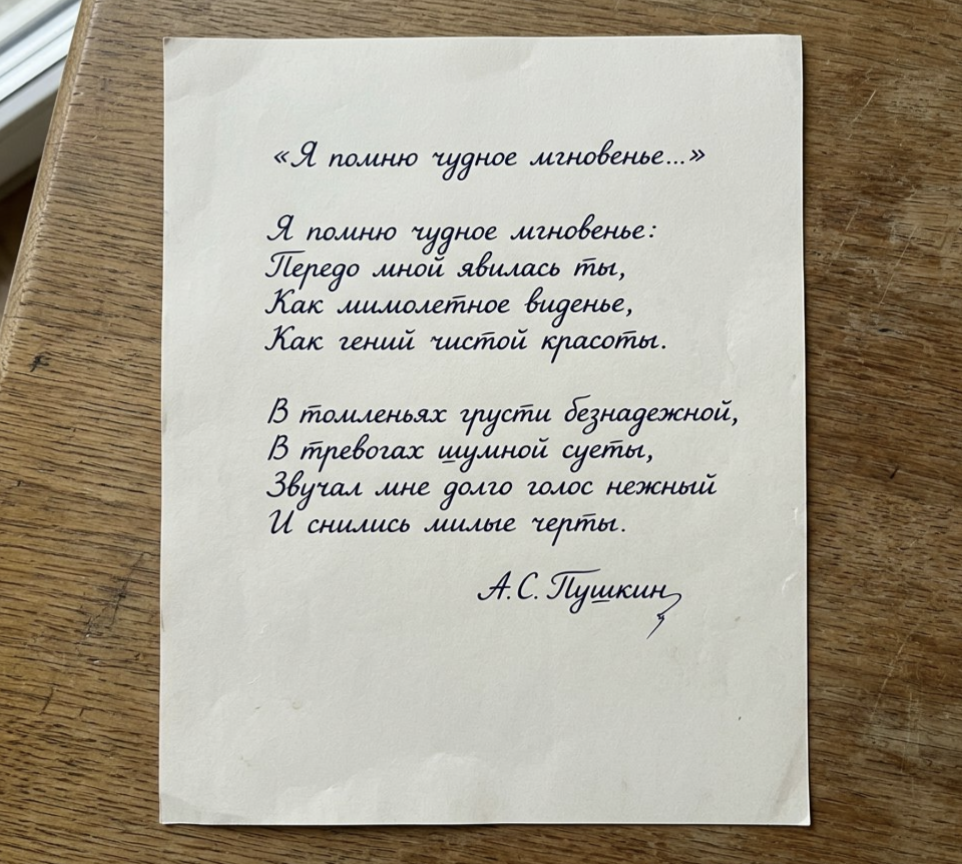 «Я помню чудное мгновенье...»
Я помню чудное мгновенье:
Передо мной явилась ты,
Как мимолетное виденье,
Как гений чистой красоты.
В томленьях грусти безнадежной,
В тревогах шумной суеты,
Звучал мне долго голос нежный
И снились милые черты.
А.С. Пушкин